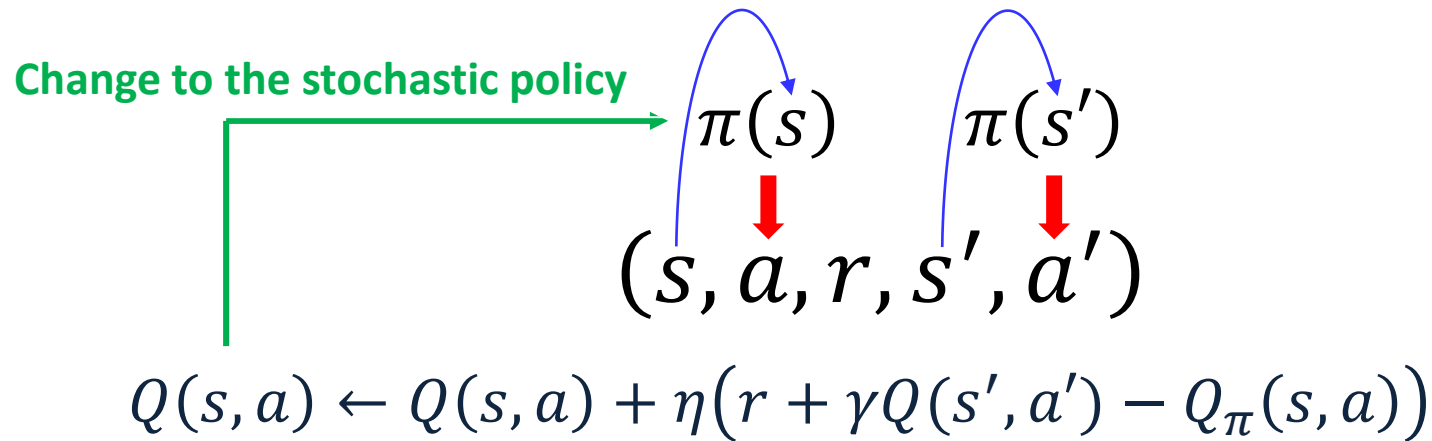 Change to the stochastic policy
π(s) π(s′)
(s, a, r, s′, a′)
Q(s, a) ← Q(s, a) + η(r + γQ(s′, a′) − Q_π(s, a))